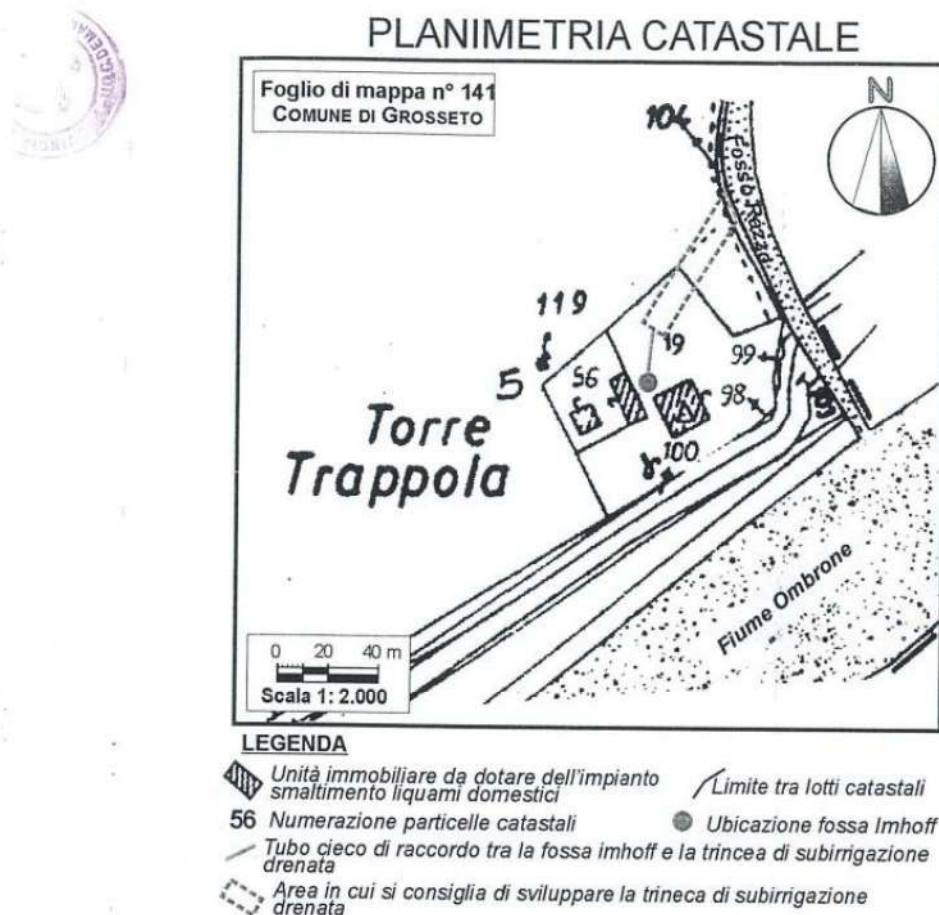 PLANIMETRIA CATASTALE
Foglio di mappa n° 141
COMUNE DI GROSSETO
N
104
Fosso Razzo
119
5
56
19
99
98
100
Torre
Trappola
Fiume Ombrone
0 20 40 m
Scala 1: 2.000
LEGENDA
Unità immobiliare da dotare dell'impianto
smaltimento liquami domestici
Limite tra lotti catastali
56 Numerazione particelle catastali
Ubicazione fossa Imhoff
Tubo cieco di raccordo tra la fossa imhoff e la trincea di subirrigazione
drenata
Area in cui si consiglia di sviluppare la trineca di subirrigazione
drenata